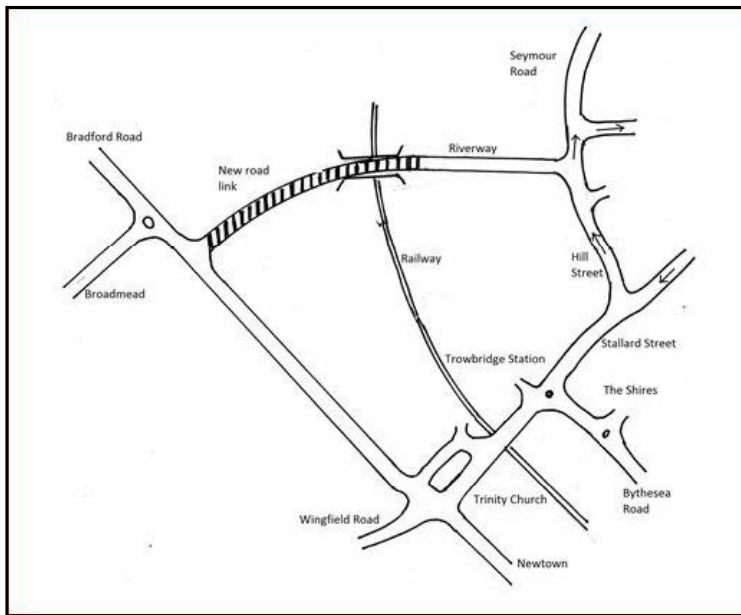 Seymour
Road
Bradford Road
Riverway
New road
link
Hill
Street
Railway
Broadmead
Stallard Street
Trowbridge Station
The Shires
Trinity Church
Bythesea
Road
Wingfield Road
Newtown